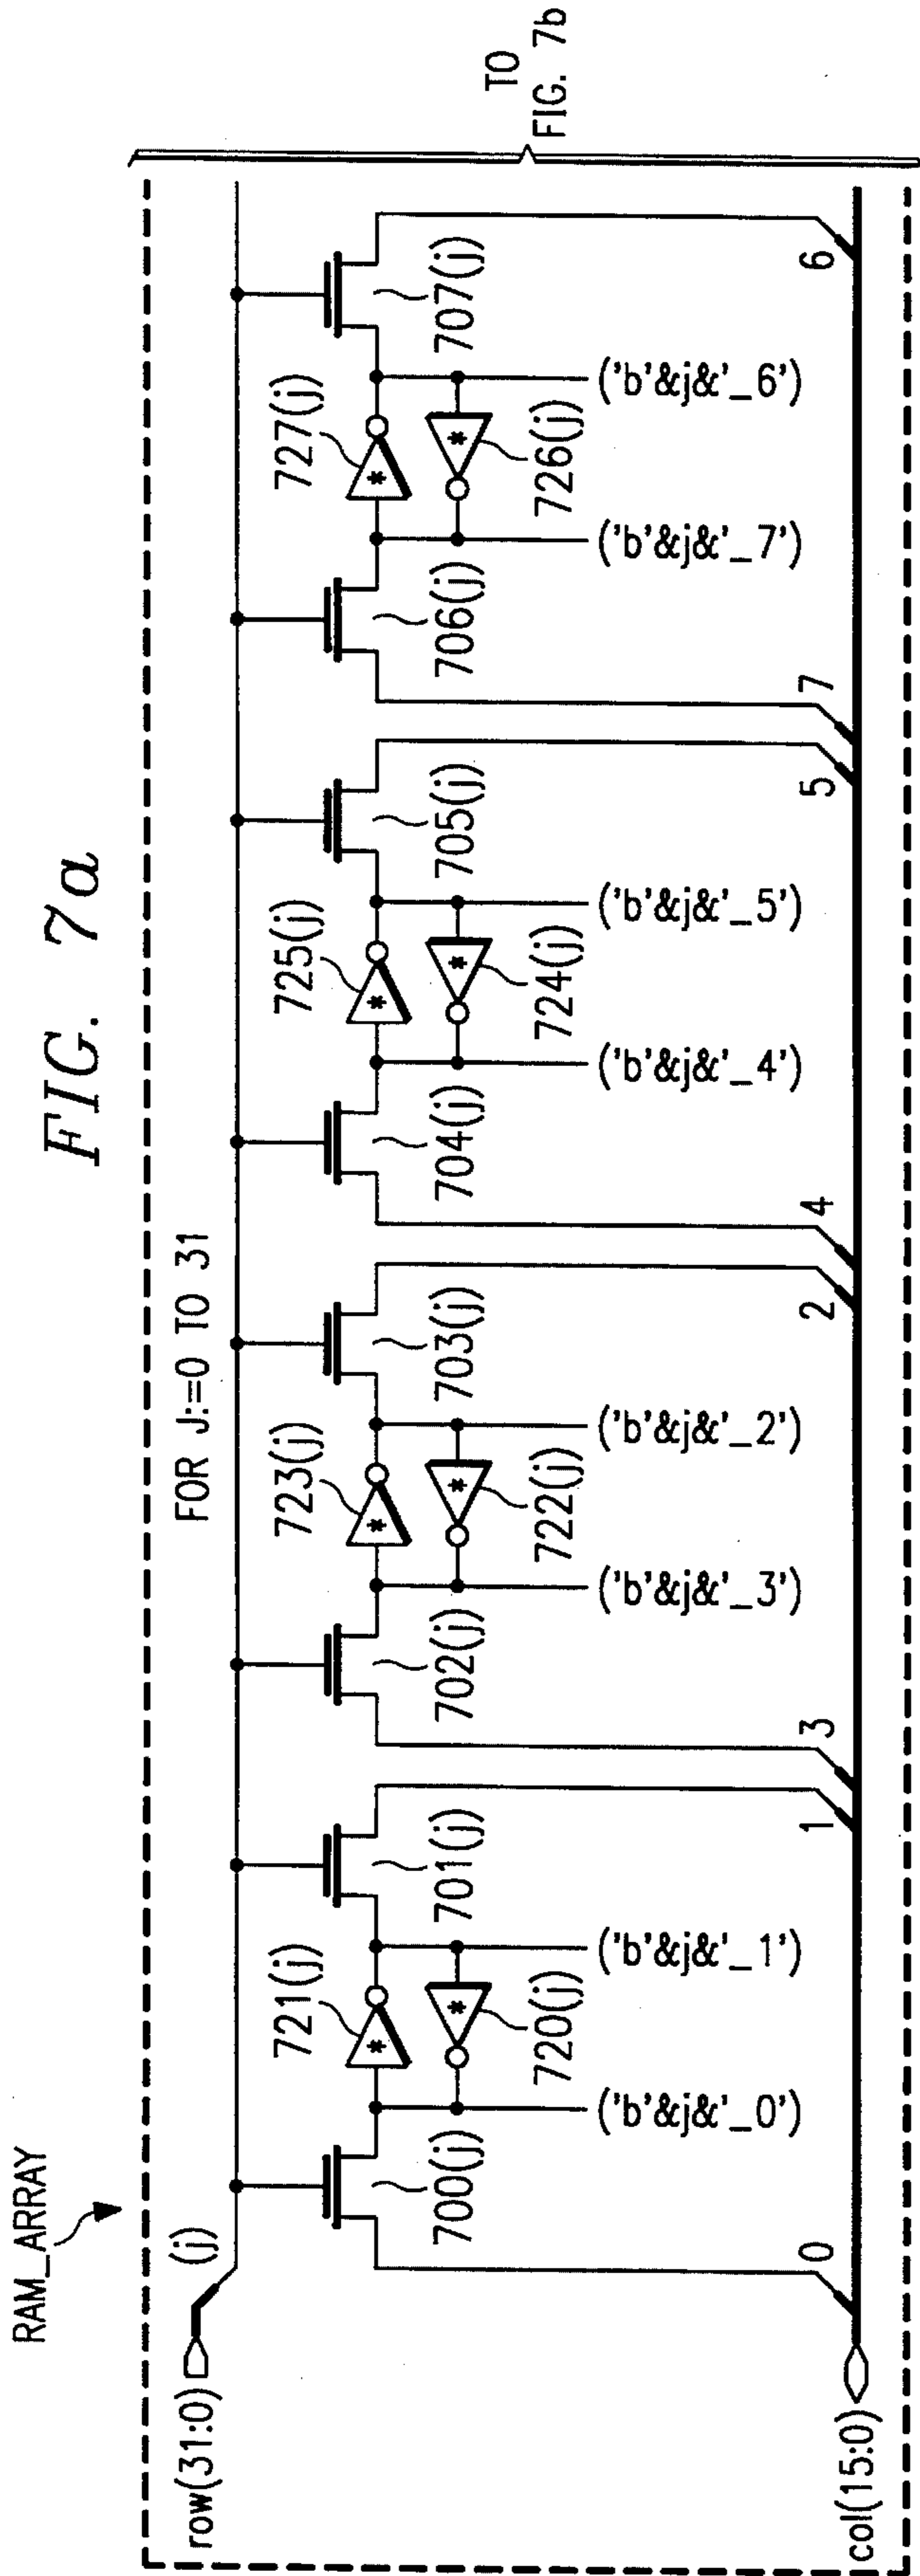 FIG. 7a
RAM_ARRAY
row(31:0)
(j)
FOR J:=0 TO 31
TO
FIG. 7b
721(j)
723(j)
725(j)
727(j)
700(j)
701(j)
702(j)
703(j)
704(j)
705(j)
706(j)
707(j)
* * * *
* * * *
720(j)
722(j)
724(j)
726(j)
('b'&j&'_0')
('b'&j&'_1')
('b'&j&'_3')
('b'&j&'_2')
('b'&j&'_4')
('b'&j&'_5')
('b'&j&'_7')
('b'&j&'_6')
0
1
3
2
4
5
7
6
col(15:0)